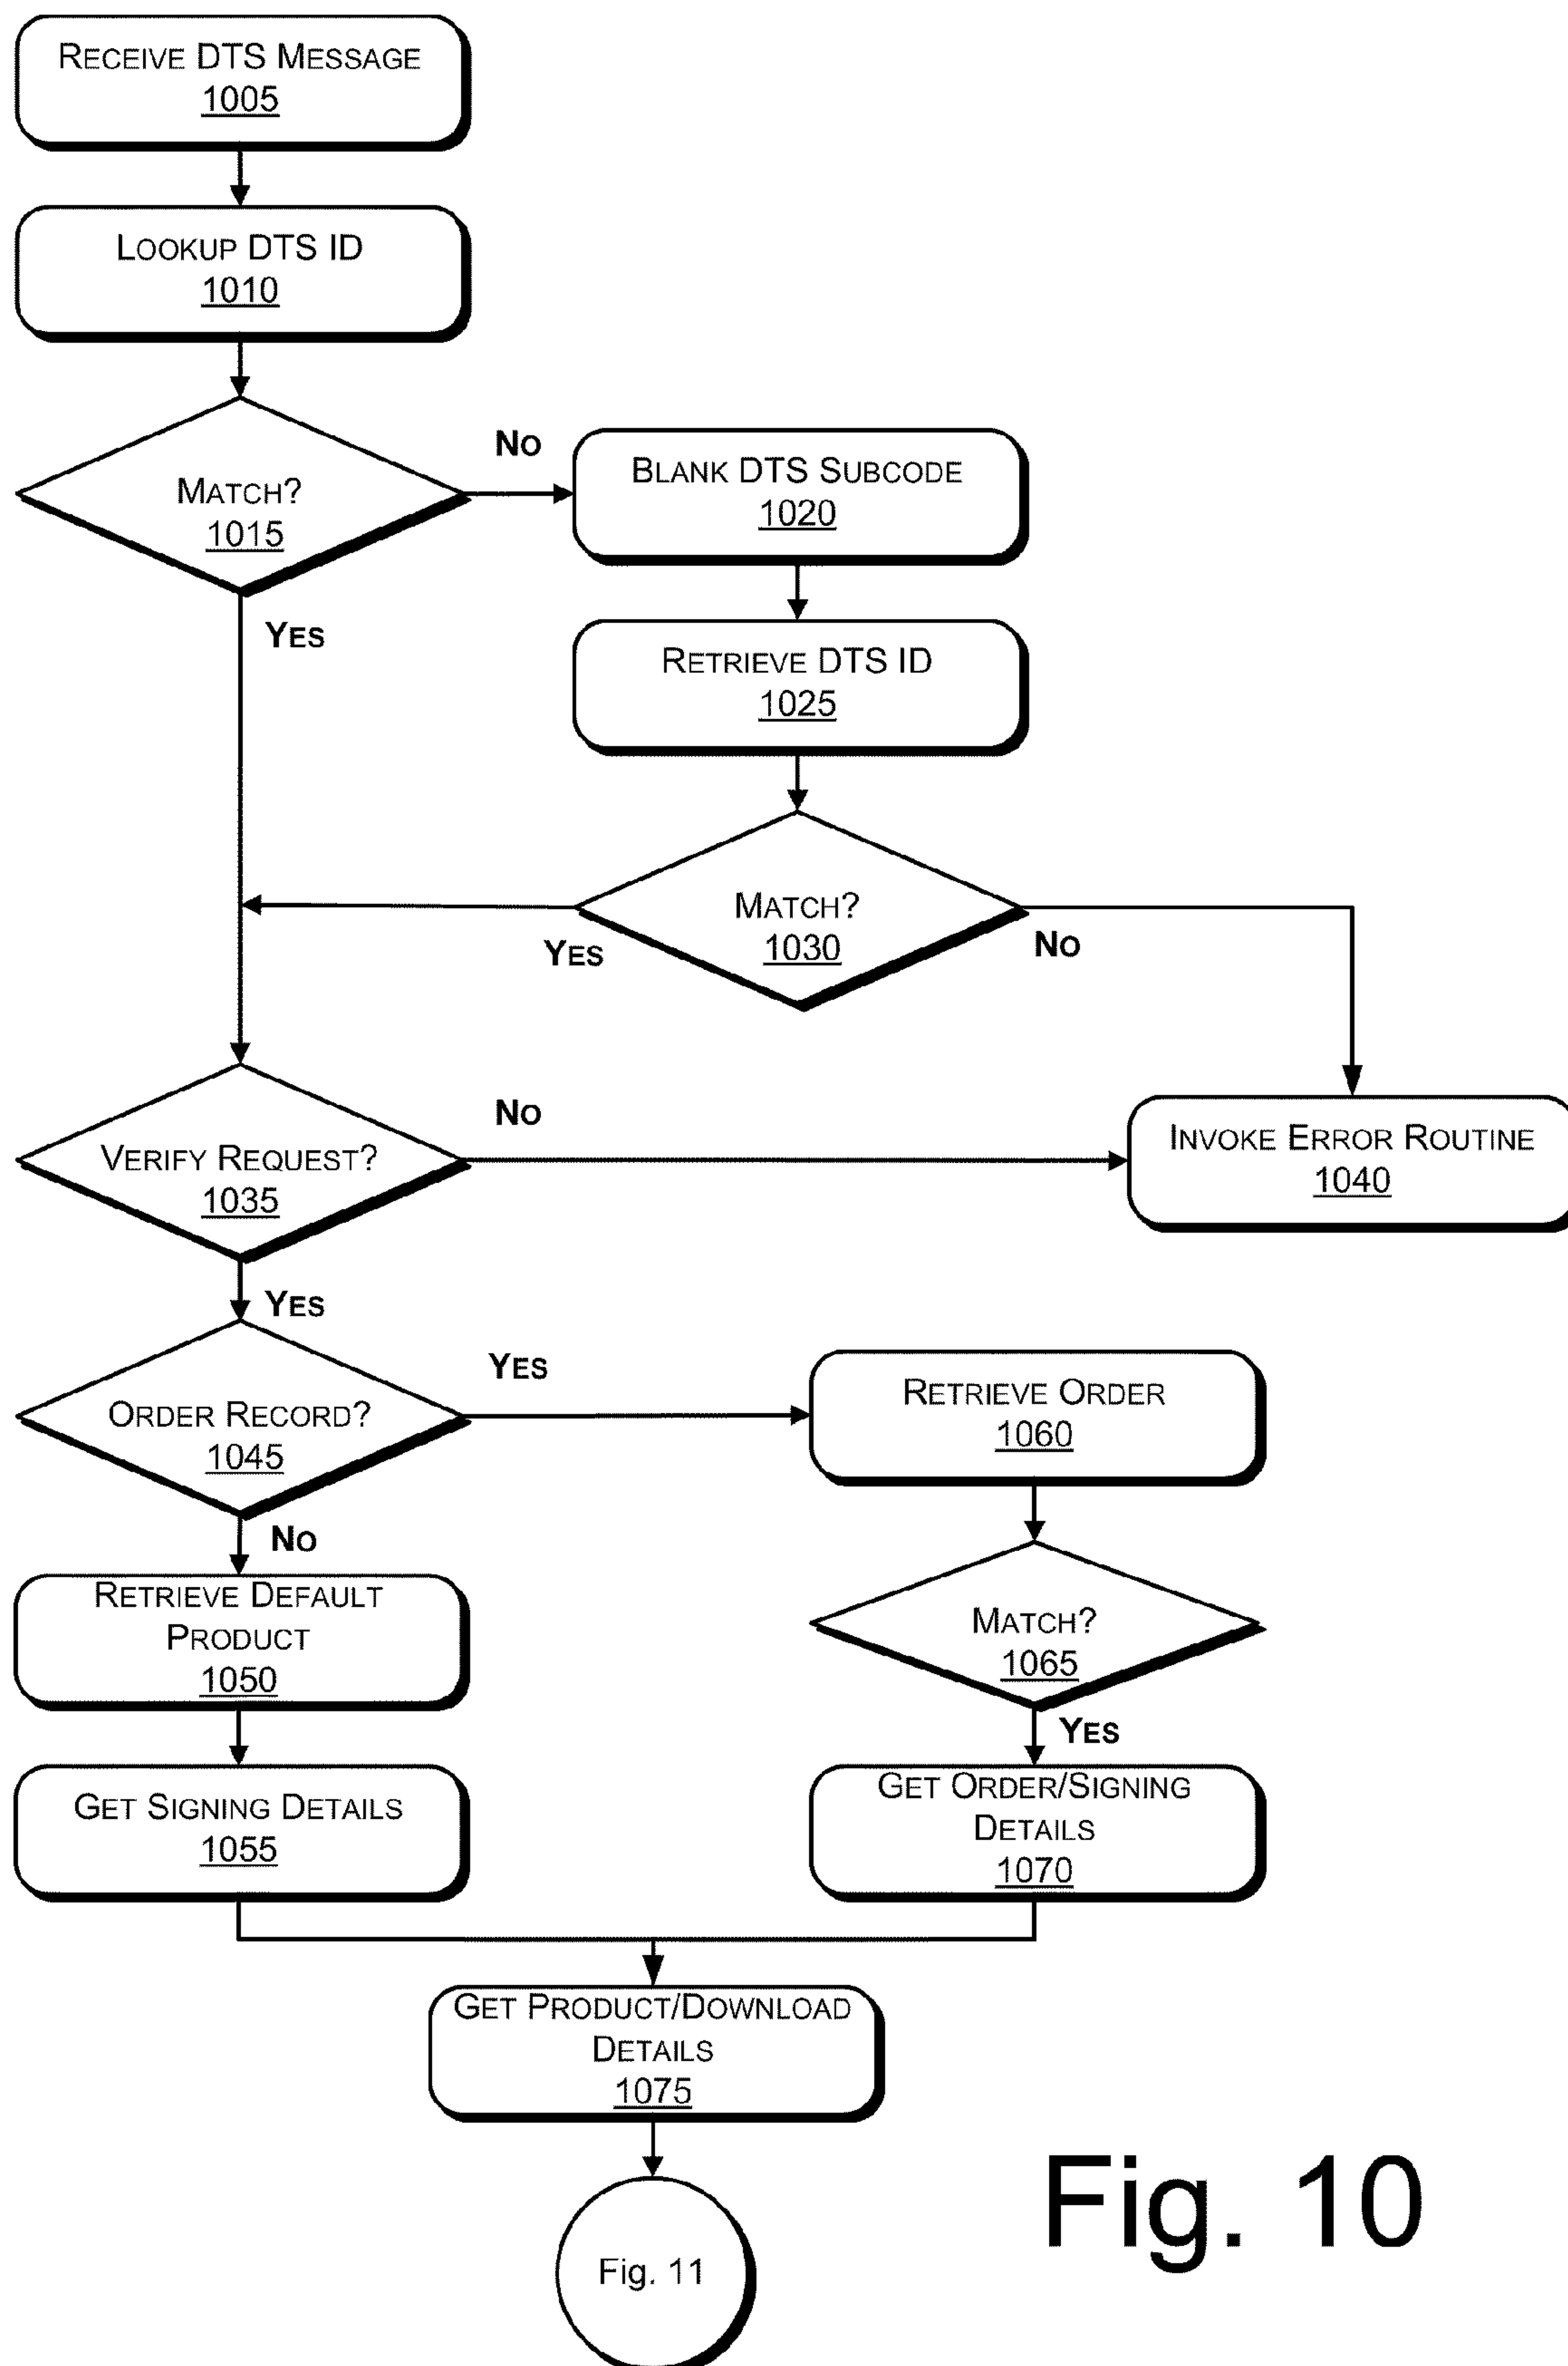 RECEIVE DTS MESSAGE
1005
LOOKUP DTS ID
1010
MATCH?
1015
NO
YES
BLANK DTS SUBCODE
1020
RETRIEVE DTS ID
1025
MATCH?
1030
YES
NO
VERIFY REQUEST?
1035
NO
YES
INVOKE ERROR ROUTINE
1040
ORDER RECORD?
1045
YES
NO
RETRIEVE ORDER
1060
MATCH?
1065
YES
RETRIEVE DEFAULT
PRODUCT
1050
GET SIGNING DETAILS
1055
GET ORDER/SIGNING
DETAILS
1070
GET PRODUCT/DOWNLOAD
DETAILS
1075
Fig. 11
Fig. 10